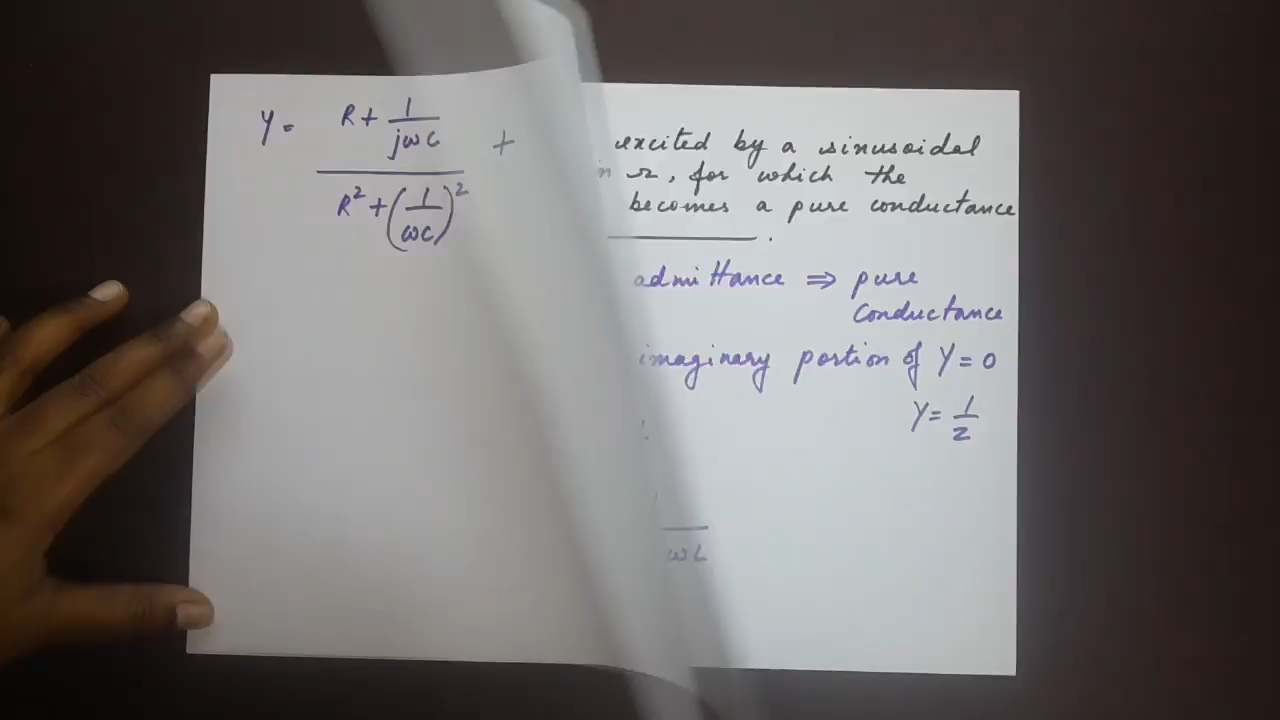 Y = (R + 1/jωC) / (R² + (1/ωC)²) +
excited by a sinusoidal
in r, for which the
becomes a pure conductance
.
admittance ⇒ pure
conductance
imaginary portion of Y = 0
Y = 1/Z
ωL